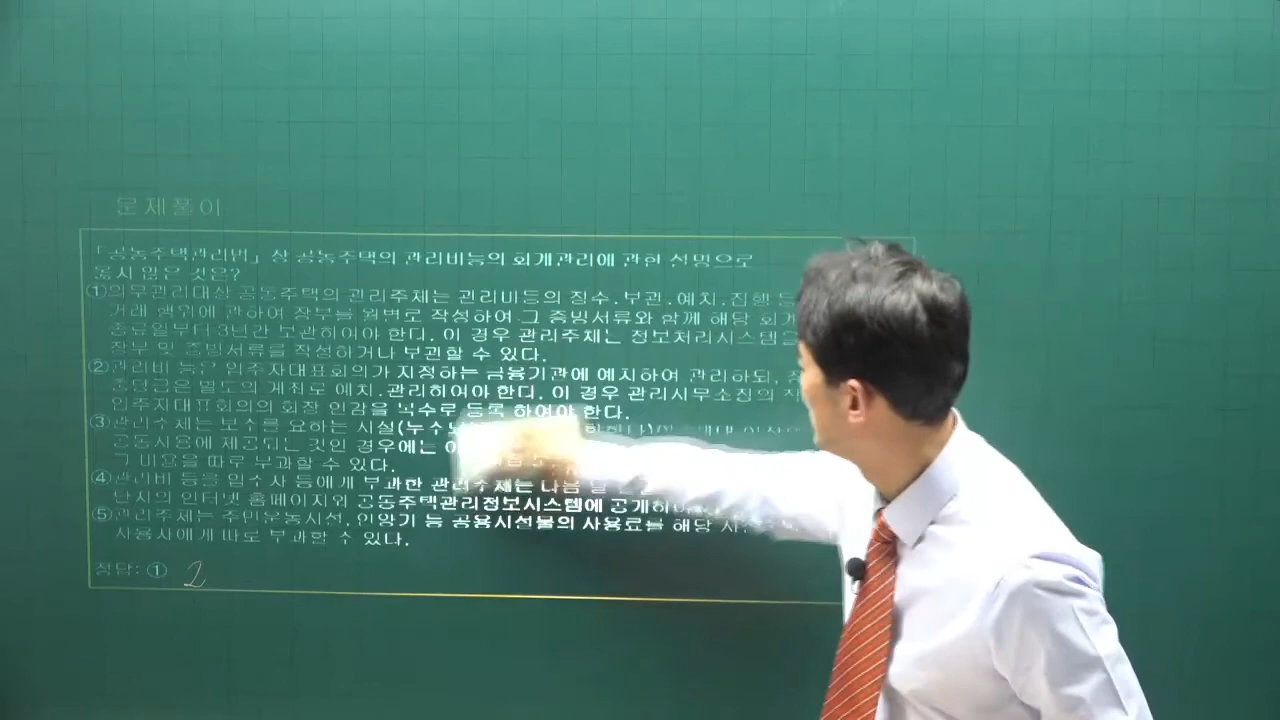 문제풀이
「공동주택관리법」 상 공동주택의 관리비등의 회계관리에 관한 설명으로
옳지 않은 것은?
①의무관리대상 공동주택의 관리주체는 관리비등의 징수.보관.예치.집행 등
거래 행위에 관하여 장부를 월별로 작성하여 그 증빙서류와 함께 해당 회계
종료일부터 3년간 보관하여야 한다. 이 경우 관리주체는 정보처리시스템을
장부 및 증빙서류를 작성하거나 보관할 수 있다.
②관리비 등은 입주자대표회의가 지정하는 금융기관에 예치하여 관리하되,
충당금은 별도의 계좌로 예치.관리하여야 한다. 이 경우 관리사무소장의
입주자대표회의의 회장 인감을 복수로 등록 하여야 한다.
③관리주체는 보수를 요하는 시설(누수
공동사용에 제공되는 것인 경우에는
그 비용을 따로 부과할 수 있다.
④관리비 등을 입주자 등에게 부과한 관리주체는 다음 달
단지의 인터넷 홈페이지와 공동주택관리정보시스템에 공개하여
⑤관리주체는 주민운동시설, 인양기 등 공용시설물의 사용료를 해당
사용자에게 따로 부과할 수 있다.
정답: ① 2